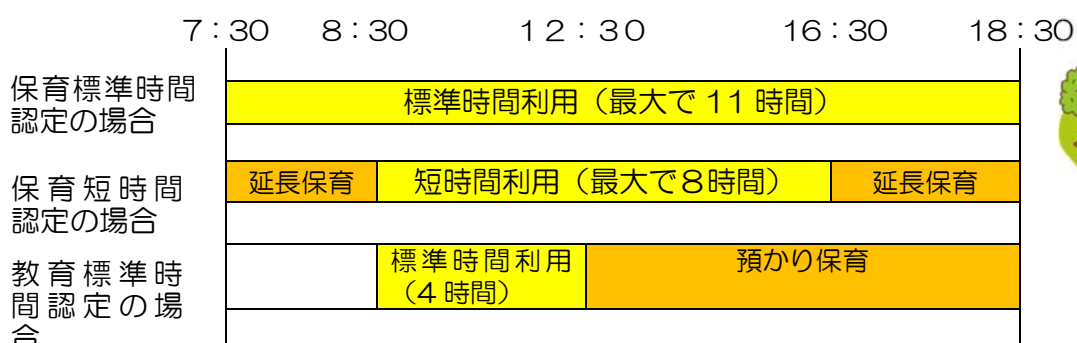 7：30 8：30 12：30 16：30 18：30
保育標準時間
認定の場合
標準時間利用（最大で 11 時間）
保育短時間
認定の場合
延長保育 短時間利用（最大で８時間） 延長保育
教育標準時
間認定の場
合
標準時間利用
（4 時間）
預かり保育